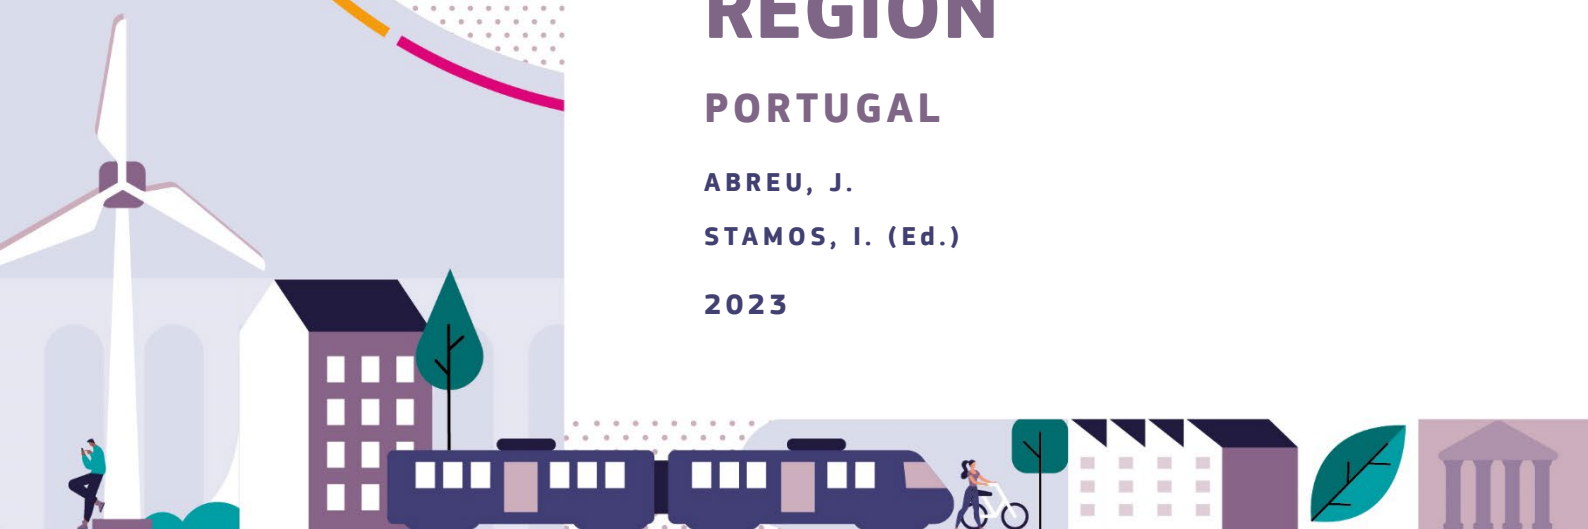 REGION
PORTUGAL
ABREU, J.
STAMOS, I. (Ed.)
2023